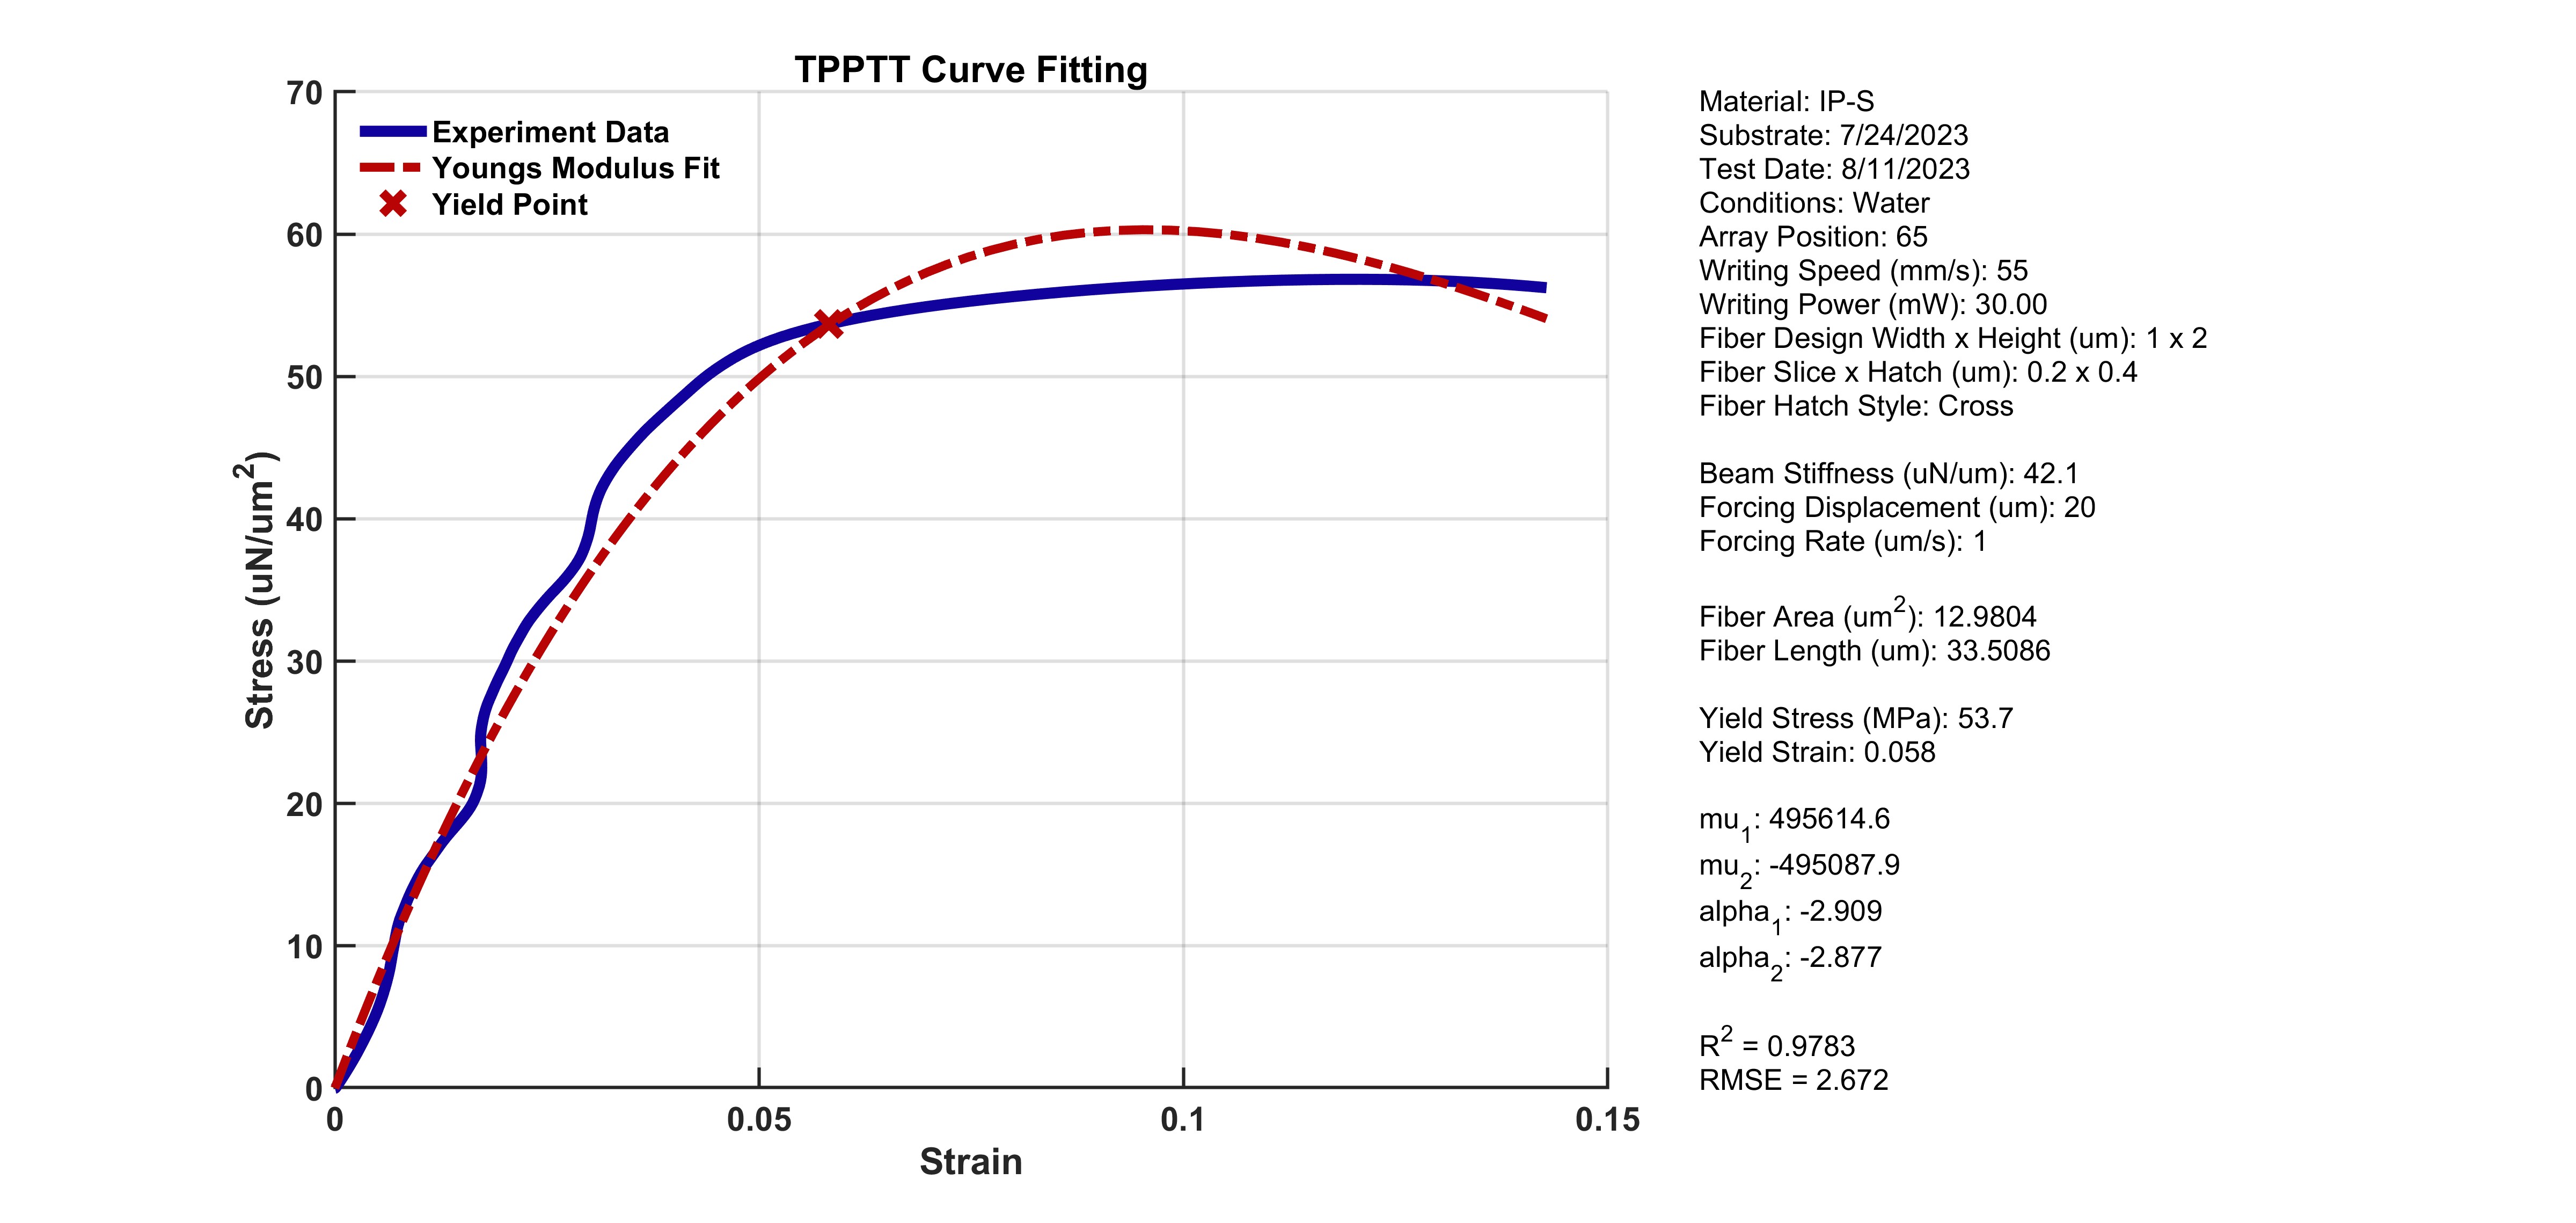 TPPTT Curve Fitting
70
60
50
40
30
20
10
0
Stress (uN/um²)
Experiment Data
Youngs Modulus Fit
Yield Point
0
0.05
0.1
0.15
Strain
Material: IP-S
Substrate: 7/24/2023
Test Date: 8/11/2023
Conditions: Water
Array Position: 65
Writing Speed (mm/s): 55
Writing Power (mW): 30.00
Fiber Design Width x Height (um): 1 x 2
Fiber Slice x Hatch (um): 0.2 x 0.4
Fiber Hatch Style: Cross
Beam Stiffness (uN/um): 42.1
Forcing Displacement (um): 20
Forcing Rate (um/s): 1
Fiber Area (um²): 12.9804
Fiber Length (um): 33.5086
Yield Stress (MPa): 53.7
Yield Strain: 0.058
mu₁: 495614.6
mu₂: -495087.9
alpha₁: -2.909
alpha₂: -2.877
R² = 0.9783
RMSE = 2.672